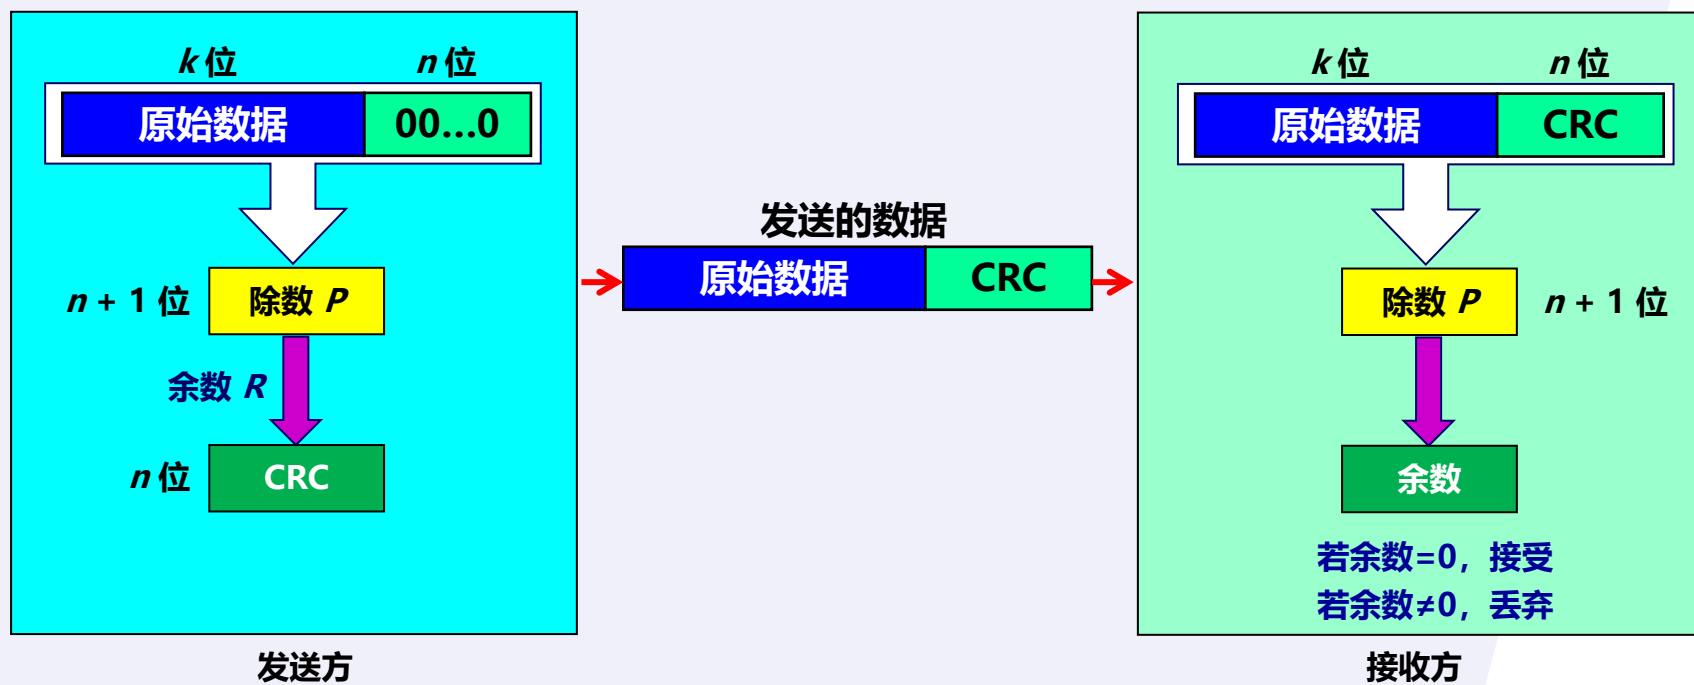 k 位 n 位
原始数据 00…0
n + 1 位 除数 P
余数 R
n 位 CRC
发送方
发送的数据
原始数据 CRC
k 位 n 位
原始数据 CRC
除数 P n + 1 位
余数
若余数=0，接受
若余数≠0，丢弃
接收方